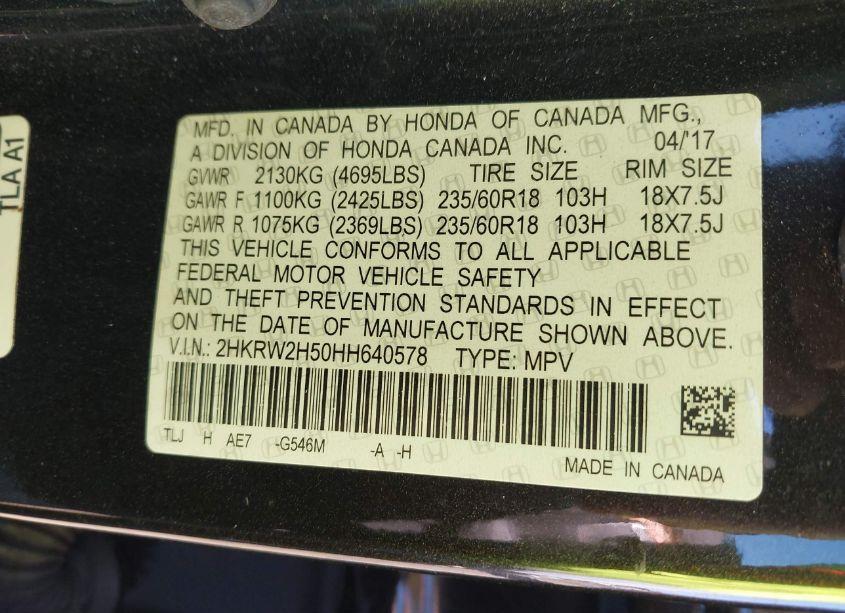 TLA A1
MFD. IN CANADA BY HONDA OF CANADA MFG.,
A DIVISION OF HONDA CANADA INC. 04/'17
GVWR 2130KG (4695LBS) TIRE SIZE RIM SIZE
GAWR F 1100KG (2425LBS) 235/60R18 103H 18X7.5J
GAWR R 1075KG (2369LBS) 235/60R18 103H 18X7.5J
THIS VEHICLE CONFORMS TO ALL APPLICABLE
FEDERAL MOTOR VEHICLE SAFETY
AND THEFT PREVENTION STANDARDS IN EFFECT
ON THE DATE OF MANUFACTURE SHOWN ABOVE.
V.I.N.: 2HKRW2H50HH640578 TYPE: MPV
TLJ H AE7 -G546M -A -H
MADE IN CANADA